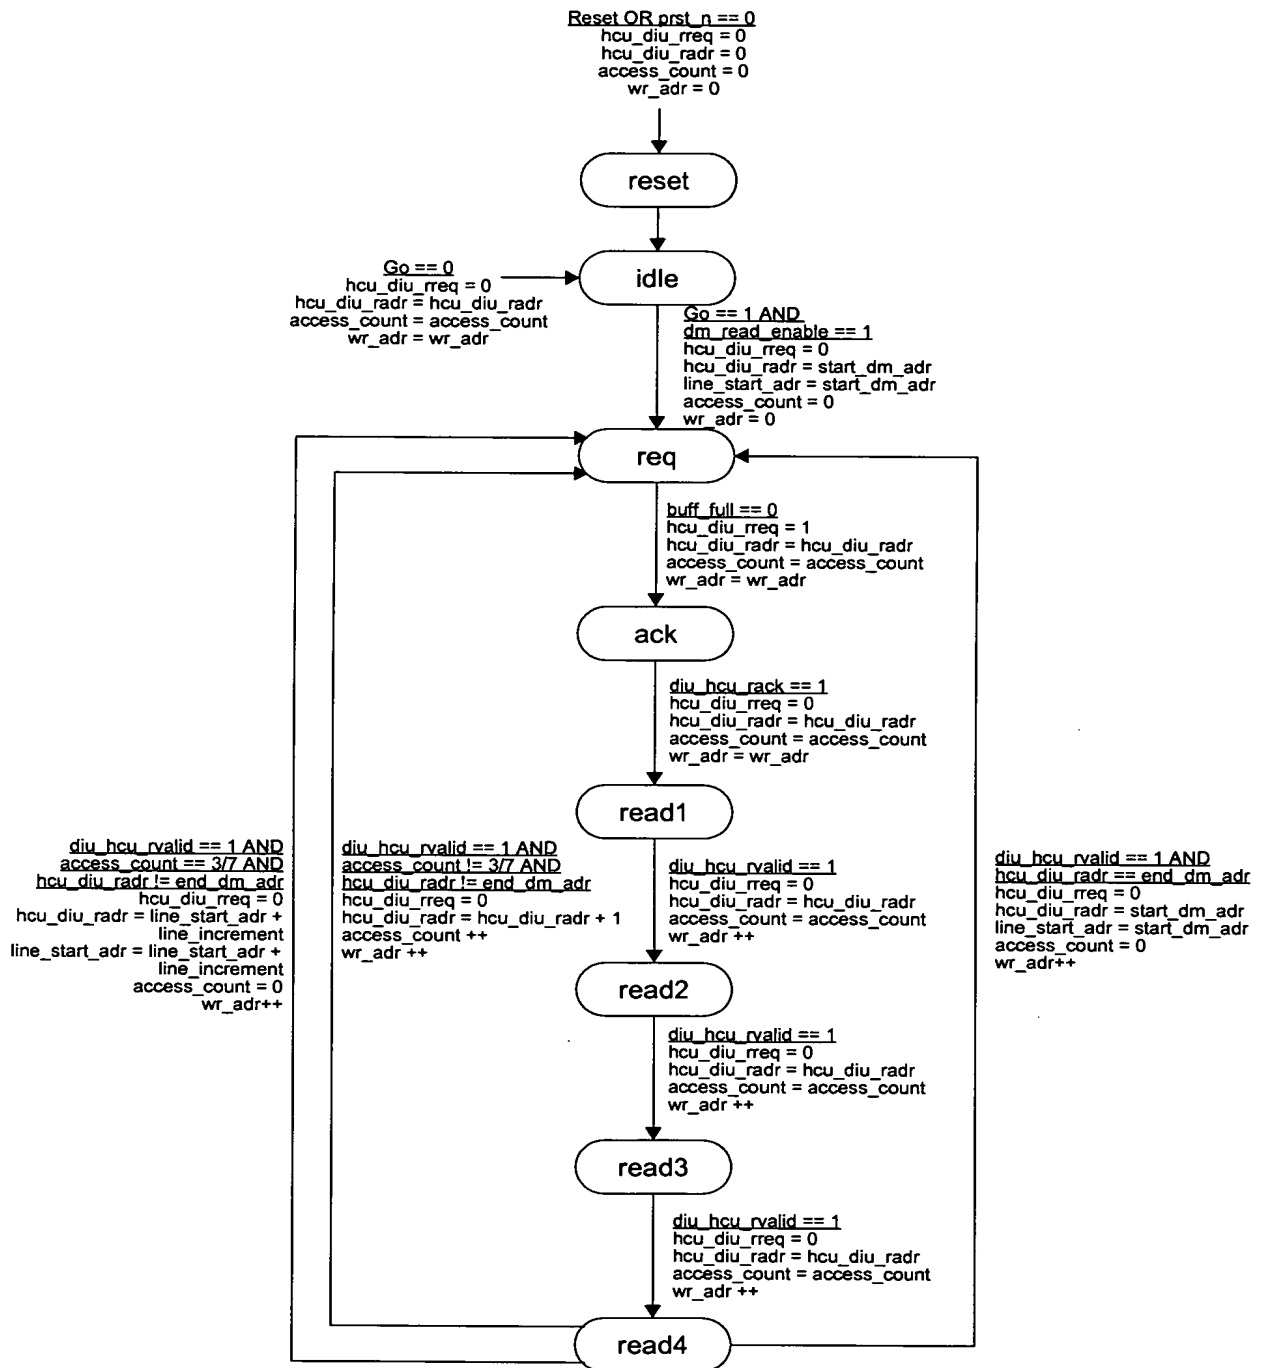 Reset OR prst_n == 0
hcu_diu_rreq = 0
hcu_diu_radr = 0
access_count = 0
wr_adr = 0
reset
idle
Go == 0
hcu_diu_rreq = 0
hcu_diu_radr = hcu_diu_radr
access_count = access_count
wr_adr = wr_adr
Go == 1 AND
dm_read_enable == 1
hcu_diu_rreq = 0
hcu_diu_radr = start_dm_adr
line_start_adr = start_dm_adr
access_count = 0
wr_adr = 0
req
buff_full == 0
hcu_diu_rreq = 1
hcu_diu_radr = hcu_diu_radr
access_count = access_count
wr_adr = wr_adr
ack
diu_hcu_rack == 1
hcu_diu_rreq = 0
hcu_diu_radr = hcu_diu_radr
access_count = access_count
wr_adr = wr_adr
read1
diu_hcu_rvalid == 1 AND
access_count == 3/7 AND
hcu_diu_radr != end_dm_adr
hcu_diu_rreq = 0
hcu_diu_radr = line_start_adr +
line_increment
line_start_adr = line_start_adr +
line_increment
access_count = 0
wr_adr++
diu_hcu_rvalid == 1 AND
access_count != 3/7 AND
hcu_diu_radr != end_dm_adr
hcu_diu_rreq = 0
hcu_diu_radr = hcu_diu_radr + 1
access_count ++
wr_adr ++
diu_hcu_rvalid == 1
hcu_diu_rreq = 0
hcu_diu_radr = hcu_diu_radr
access_count = access_count
wr_adr ++
diu_hcu_rvalid == 1 AND
hcu_diu_radr == end_dm_adr
hcu_diu_rreq = 0
hcu_diu_radr = start_dm_adr
line_start_adr = start_dm_adr
access_count = 0
wr_adr++
read2
diu_hcu_rvalid == 1
hcu_diu_rreq = 0
hcu_diu_radr = hcu_diu_radr
access_count = access_count
wr_adr ++
read3
diu_hcu_rvalid == 1
hcu_diu_rreq = 0
hcu_diu_radr = hcu_diu_radr
access_count = access_count
wr_adr ++
read4